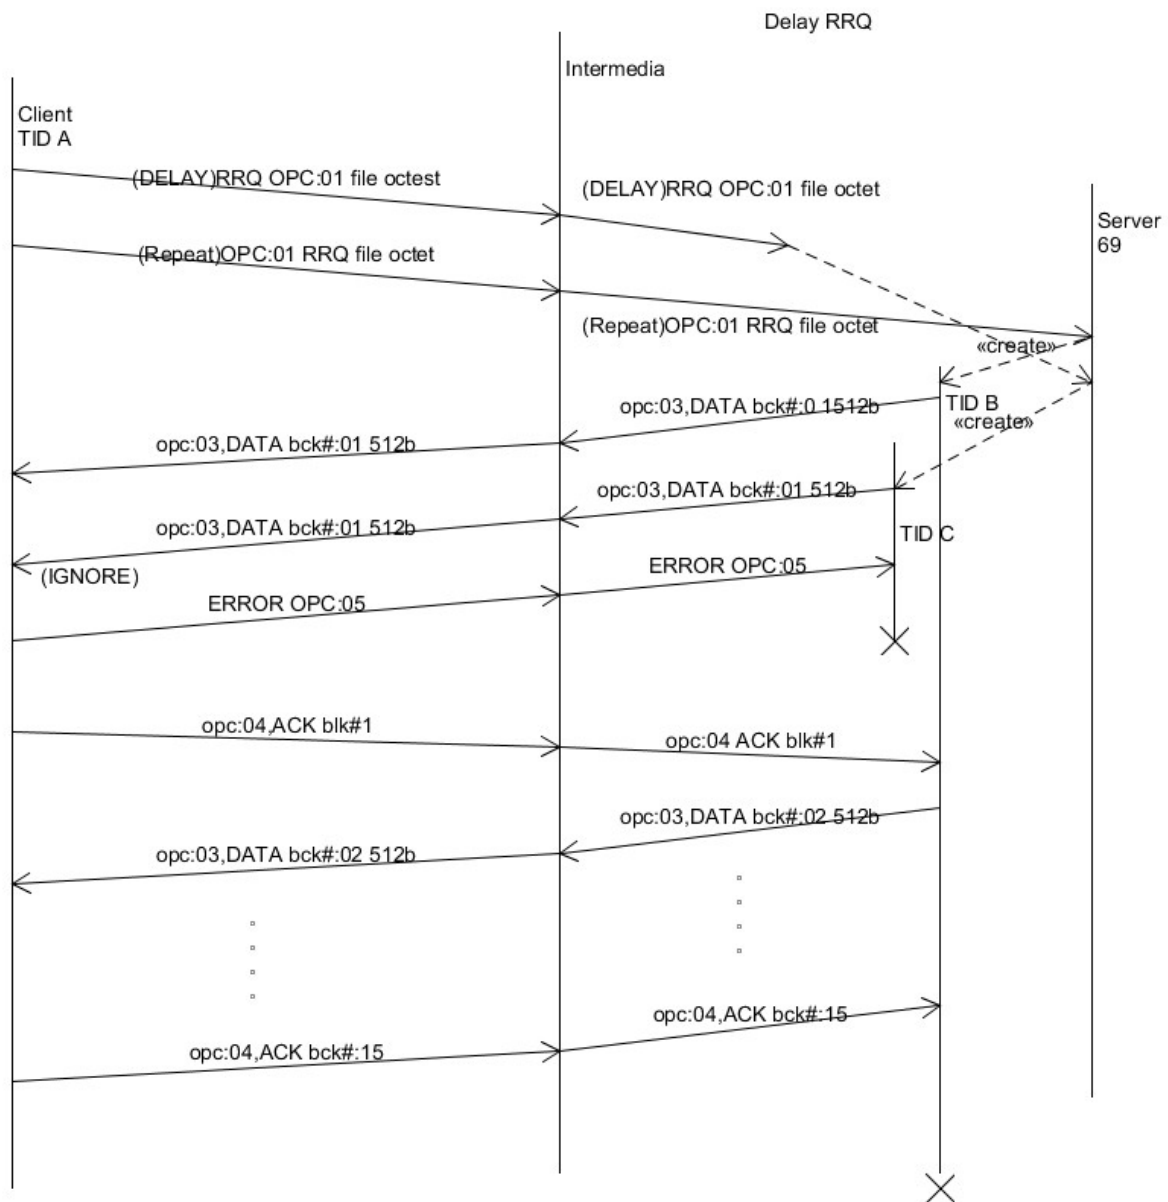 Delay RRQ
Intermedia
Client
TID A
(DELAY)RRQ OPC:01 file octest
(DELAY)RRQ OPC:01 file octet
Server
69
(Repeat)OPC:01 RRQ file octet
(Repeat)OPC:01 RRQ file octet
«create»
TID B
opc:03,DATA bck#:0 1512b
«create»
opc:03,DATA bck#:01 512b
opc:03,DATA bck#:01 512b
opc:03,DATA bck#:01 512b
TID C
(IGNORE)
ERROR OPC:05
ERROR OPC:05
opc:04,ACK blk#1
opc:04 ACK blk#1
opc:03,DATA bck#:02 512b
opc:03,DATA bck#:02 512b
opc:04,ACK bck#:15
opc:04,ACK bck#:15